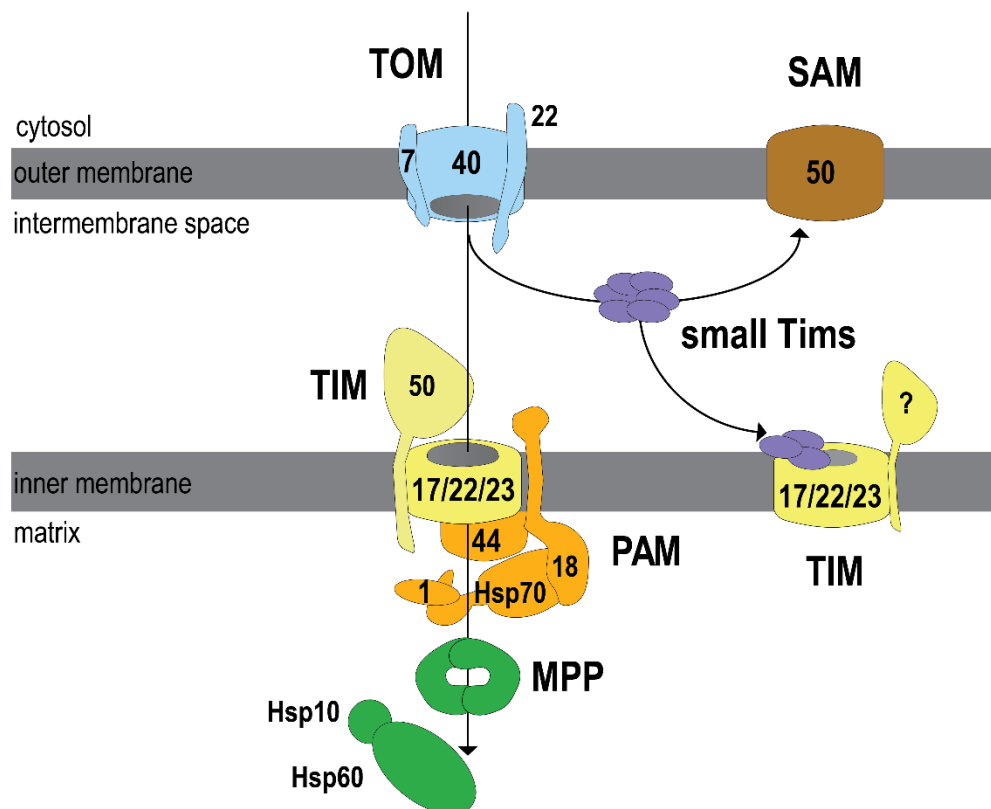 TOM
SAM
22
cytosol
7
40
50
outer membrane
intermembrane space
small Tims
TIM
50
?
inner membrane
17/22/23
17/22/23
matrix
44
PAM
18
TIM
1
Hsp70
MPP
Hsp10
Hsp60